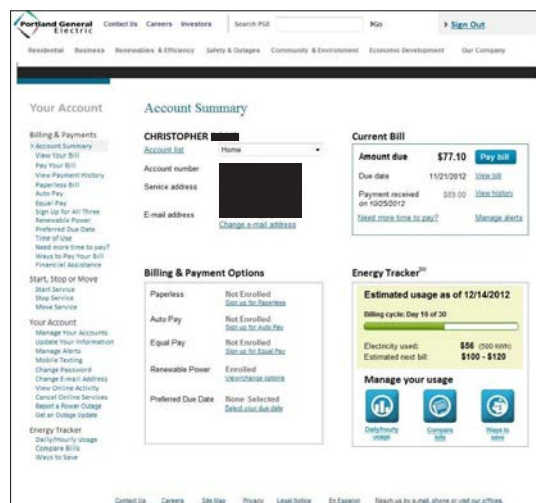 Portland General Electric
Contact Us Careers Investors Search PGE Go Sign Out
Residential Business Renewables & Efficiency Safety & Outages Community & Environment Economic Development Our Company
Your Account
Billing & Payments
Account Summary
View Your Bill
Pay Your Bill
View Payment History
Paperless Bill
Auto Pay
Equal Pay
Sign Up for All Three
Renewable Power
Preferred Due Date
Time of Use
Need more time to pay?
Ways to Pay Your Bill
Financial Assistance
Start, Stop or Move
Start Service
Stop Service
Move Service
Your Account
Manage Your Accounts
Update Your Information
Manage Alerts
Mobile Texting
Change Password
Change E-mail Address
View Online Activity
Cancel Online Services
Report a Power Outage
Get an Outage Update
Energy Tracker
Daily/Hourly Usage
Compare Bills
Ways to Save
Account Summary
CHRISTOPHER
Account list Home
Account number
Service address
E-mail address
Change e-mail address
Current Bill
Amount due $77.10 Pay bill
Due date 11/21/2012 View bill
Payment received $89.00 View history
on 10/25/2012
Need more time to pay? Manage alerts
Billing & Payment Options
Paperless Not Enrolled
Sign up for Paperless
Auto Pay Not Enrolled
Sign up for Auto Pay
Equal Pay Not Enrolled
Sign up for Equal Pay
Renewable Power Enrolled
View/change options
Preferred Due Date None Selected
Select your due date
Energy Tracker℠
Estimated usage as of 12/14/2012
Billing cycle: Day 16 of 30
Electricity used: $56 (500 kWh)
Estimated next bill: $100 - $120
Manage your usage
Daily/hourly usage
Compare bills
Ways to save
Contact Us Careers Site Map Privacy Legal Notice En Espanol Reach us by e-mail, phone or visit our offices.